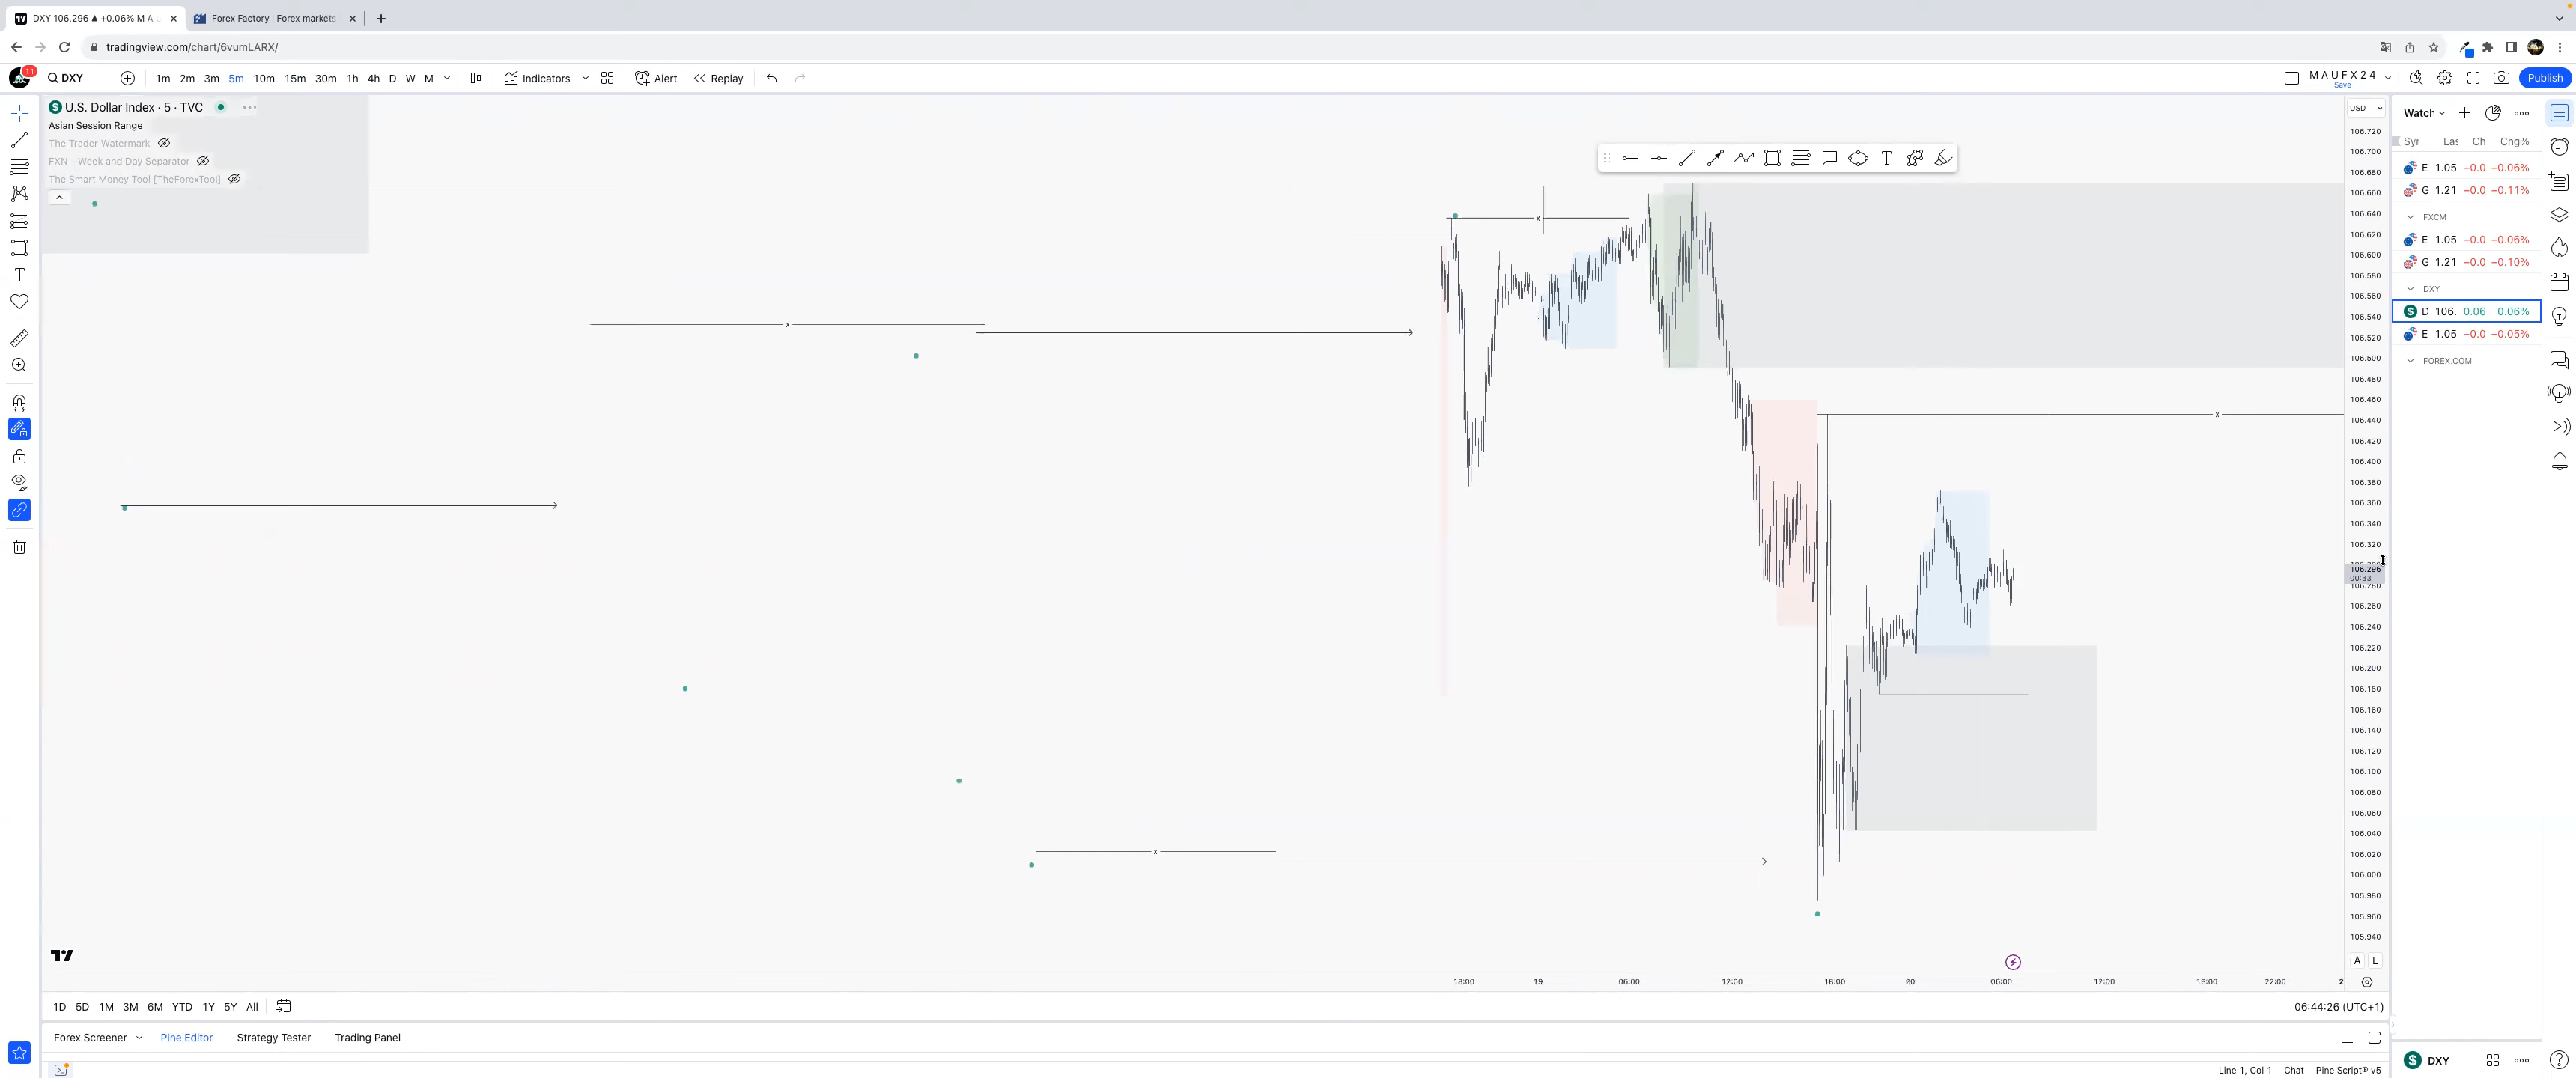 DXY 106.296 ▲ +0.06% M A U
Forex Factory | Forex markets
tradingview.com/chart/6vumLARX/
11
DXY
1m 2m 3m 5m 10m 15m 30m 1h 4h D W M
Indicators
Alert
Replay
M A U F X 2 4
Save
Publish
U.S. Dollar Index · 5 · TVC
Asian Session Range
The Trader Watermark
FXN - Week and Day Separator
The Smart Money Tool [TheForexTool]
x
x
x
x
USD
106.720
106.700
106.680
106.660
106.640
106.620
106.600
106.580
106.560
106.540
106.520
106.500
106.480
106.460
106.440
106.420
106.400
106.380
106.360
106.340
106.320
106.296
00:33
106.280
106.260
106.240
106.220
106.200
106.180
106.160
106.140
106.120
106.100
106.080
106.060
106.040
106.020
106.000
105.980
105.960
105.940
A L
18:00 19 06:00 12:00 18:00 20 06:00 12:00 18:00 22:00 2
Watch
Syr Las Ch Chg%
E 1.05 −0.0 −0.06%
G 1.21 −0.0 −0.11%
FXCM
E 1.05 −0.0 −0.06%
G 1.21 −0.0 −0.10%
DXY
D 106. 0.06 0.06%
E 1.05 −0.0 −0.05%
FOREX.COM
1D 5D 1M 3M 6M YTD 1Y 5Y All
06:44:26 (UTC+1)
Forex Screener Pine Editor Strategy Tester Trading Panel
Line 1, Col 1 Chat Pine Script® v5
DXY